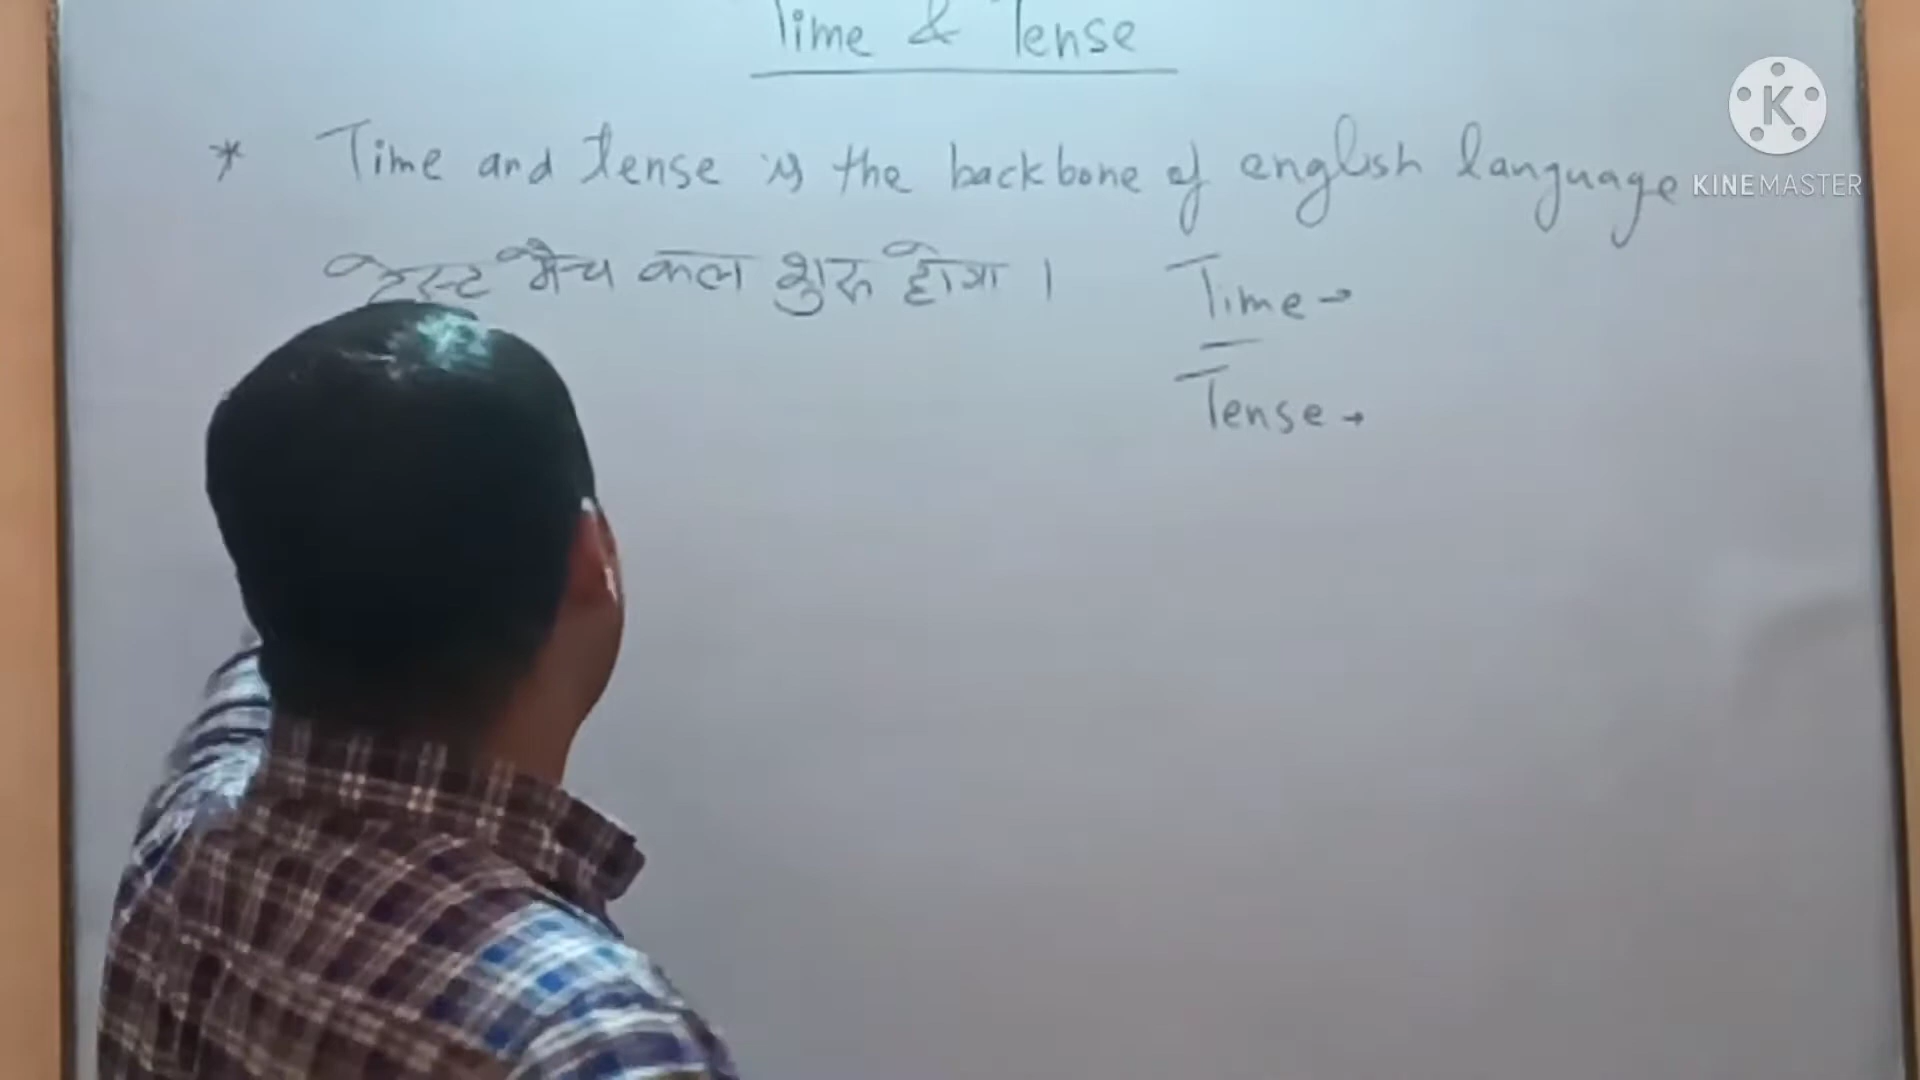 Time & Tense
* Time and tense is the backbone of english language
टेस्ट मैच कल शुरू होगा ।
Time →
Tense →
K
KINEMASTER